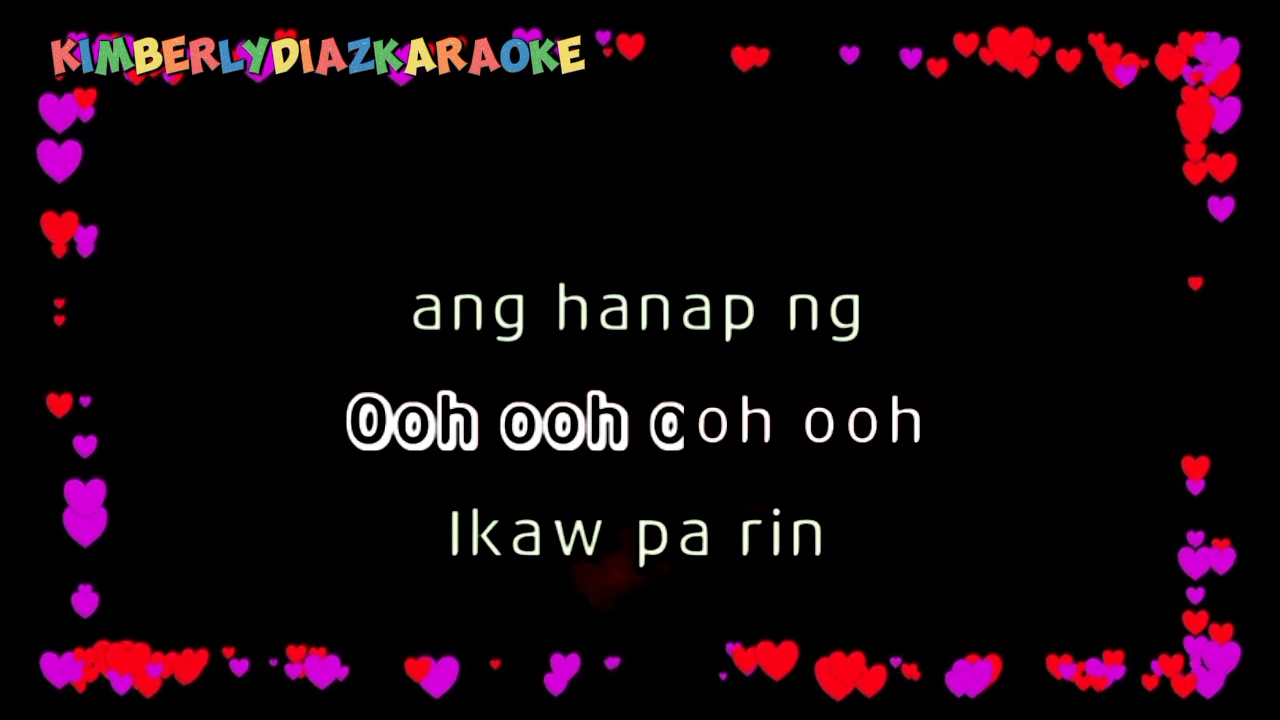 KIMBERLYDIAZKARAOKE
ang hanap ng
Ooh ooh ooh ooh
Ikaw pa rin